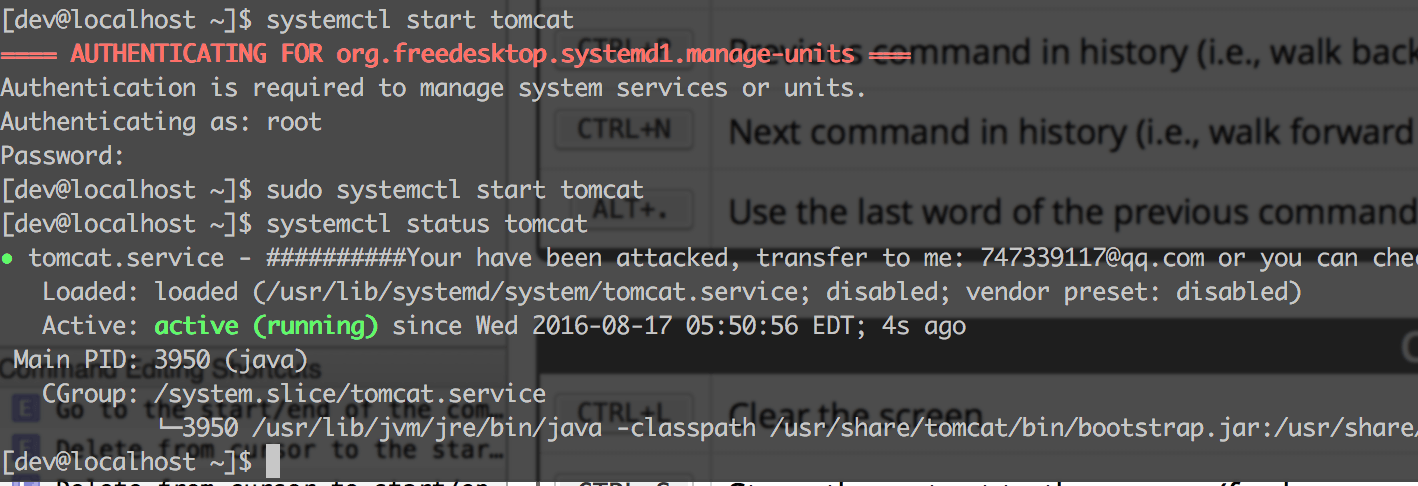 [dev@localhost ~]$ systemctl start tomcat
==== AUTHENTICATING FOR org.freedesktop.systemd1.manage-units ===
Authentication is required to manage system services or units.
Authenticating as: root
Password:
[dev@localhost ~]$ sudo systemctl start tomcat
[dev@localhost ~]$ systemctl status tomcat
● tomcat.service - ##########Your have been attacked, transfer to me: 747339117@qq.com or you can che
Loaded: loaded (/usr/lib/systemd/system/tomcat.service; disabled; vendor preset: disabled)
Active: active (running) since Wed 2016-08-17 05:50:56 EDT; 4s ago
Main PID: 3950 (java)
CGroup: /system.slice/tomcat.service
└─3950 /usr/lib/jvm/jre/bin/java -classpath /usr/share/tomcat/bin/bootstrap.jar:/usr/share/
[dev@localhost ~]$
CTRL+P Previous command in history (i.e., walk back
CTRL+N Next command in history (i.e., walk forward
ALT+. Use the last word of the previous command
Command Editing Shortcuts
E Go to the start/end of the com…
E Delete from cursor to the star…
Delete from cursor to start/en
CTRL+L Clear the screen